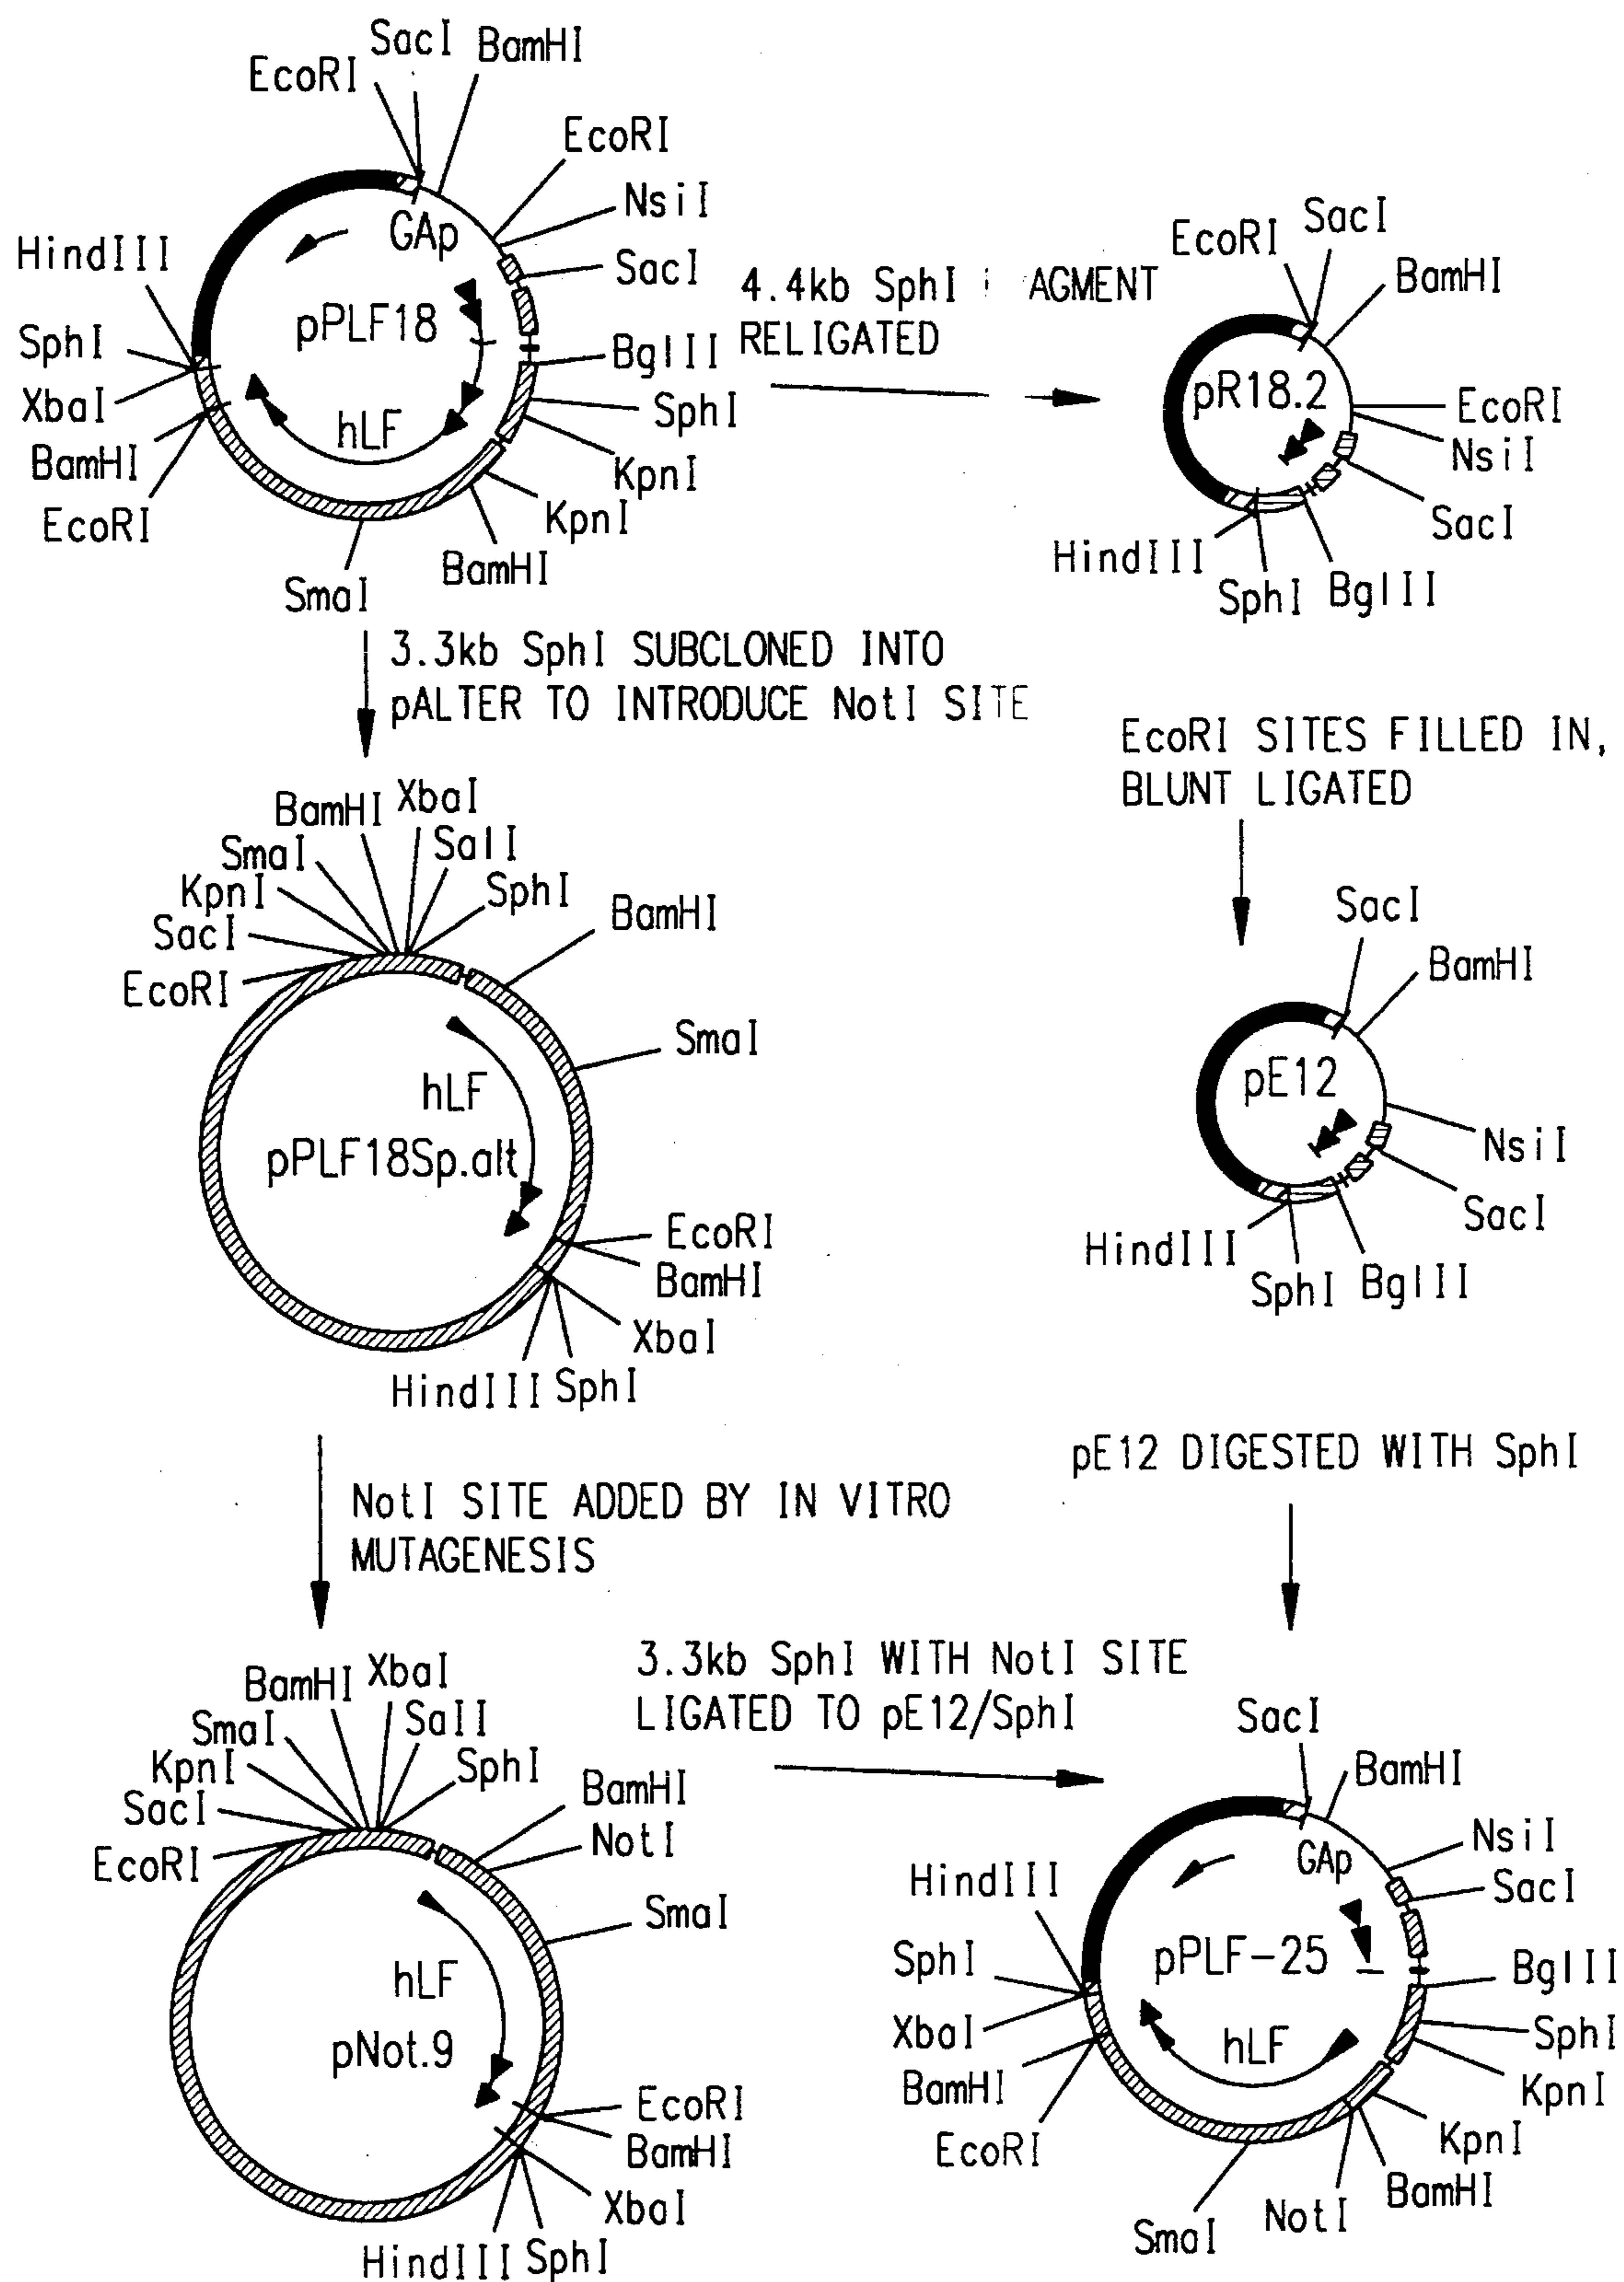 SacI
BamHI
EcoRI
EcoRI
NsiI
GAp
HindIII
SacI
pPLF18
SphI
BglII
XbaI
SphI
hLF
BamHI
KpnI
EcoRI
KpnI
BamHI
SmaI
4.4kb SphI AGMENT
RELIGATED
SacI
EcoRI
BamHI
pR18.2
EcoRI
NsiI
SacI
HindIII
SphI
BglII
3.3kb SphI SUBCLONED INTO
pALTER TO INTRODUCE NotI SITE
EcoRI SITES FILLED IN,
BLUNT LIGATED
XbaI
BamHI
SalI
SmaI
KpnI
SphI
SacI
BamHI
EcoRI
SmaI
hLF
pPLF18Sp.alt
EcoRI
BamHI
XbaI
HindIII
SphI
SacI
BamHI
pE12
NsiI
SacI
HindIII
SphI
BglII
NotI SITE ADDED BY IN VITRO
MUTAGENESIS
pE12 DIGESTED WITH SphI
XbaI
BamHI
SalI
SmaI
KpnI
SphI
SacI
BamHI
NotI
EcoRI
SmaI
hLF
pNot.9
EcoRI
BamHI
XbaI
HindIII
SphI
3.3kb SphI WITH NotI SITE
LIGATED TO pE12/SphI
SacI
BamHI
NsiI
GAp
HindIII
SacI
pPLF-25
SphI
BglII
XbaI
SphI
hLF
BamHI
KpnI
EcoRI
KpnI
BamHI
NotI
SmaI